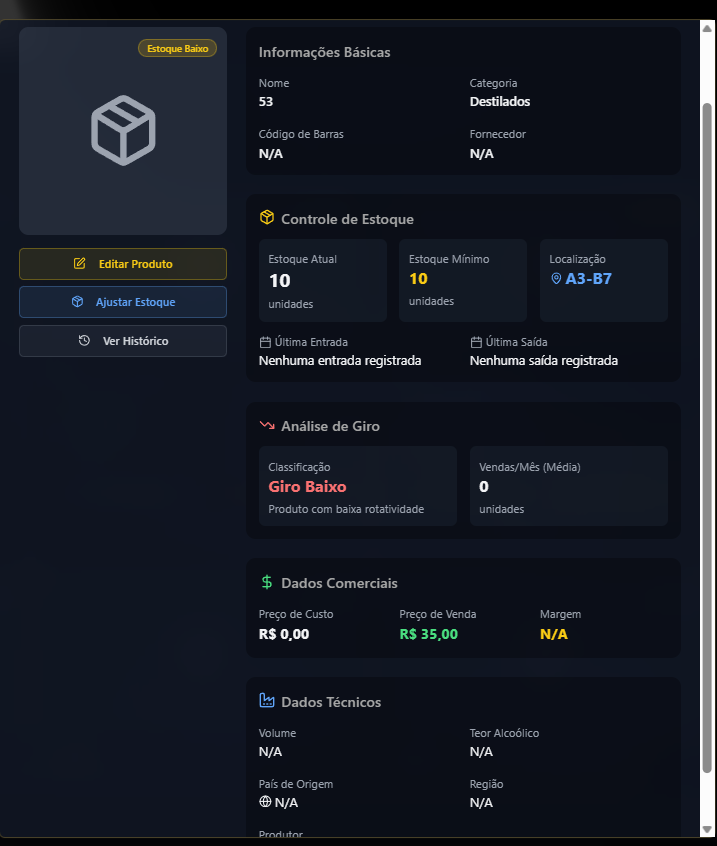 Estoque Baixo
Editar Produto
Ajustar Estoque
Ver Histórico
Informações Básicas
Nome
Categoria
53
Destilados
Código de Barras
Fornecedor
N/A
N/A
Controle de Estoque
Estoque Atual
10
unidades
Estoque Mínimo
10
unidades
Localização
A3-B7
Última Entrada
Nenhuma entrada registrada
Última Saída
Nenhuma saída registrada
Análise de Giro
Classificação
Giro Baixo
Produto com baixa rotatividade
Vendas/Mês (Média)
0
unidades
Dados Comerciais
Preço de Custo
R$ 0,00
Preço de Venda
R$ 35,00
Margem
N/A
Dados Técnicos
Volume
N/A
Teor Alcoólico
N/A
País de Origem
N/A
Região
N/A
Produtor